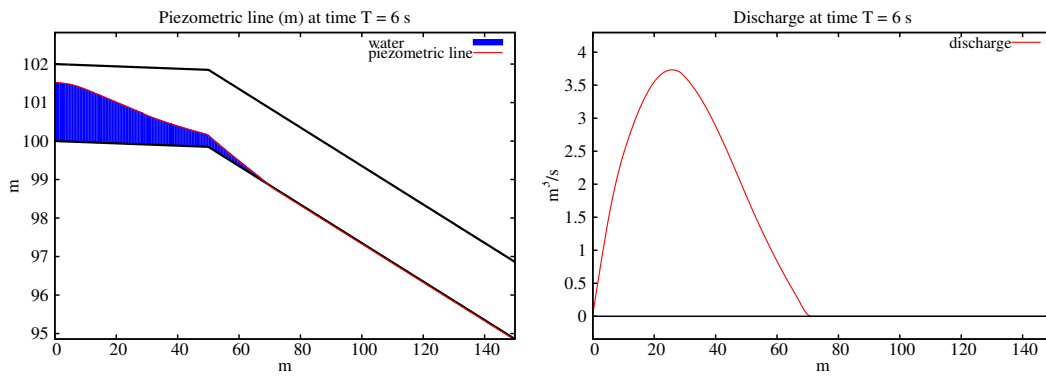 Piezometric line (m) at time T = 6 s
water
piezometric line
102
101
100
99
98
97
96
95
m
0 20 40 60 80 100 120 140
m
Discharge at time T = 6 s
discharge
4
3.5
3
2.5
2
1.5
1
0.5
0
m³/s
0 20 40 60 80 100 120 140
m